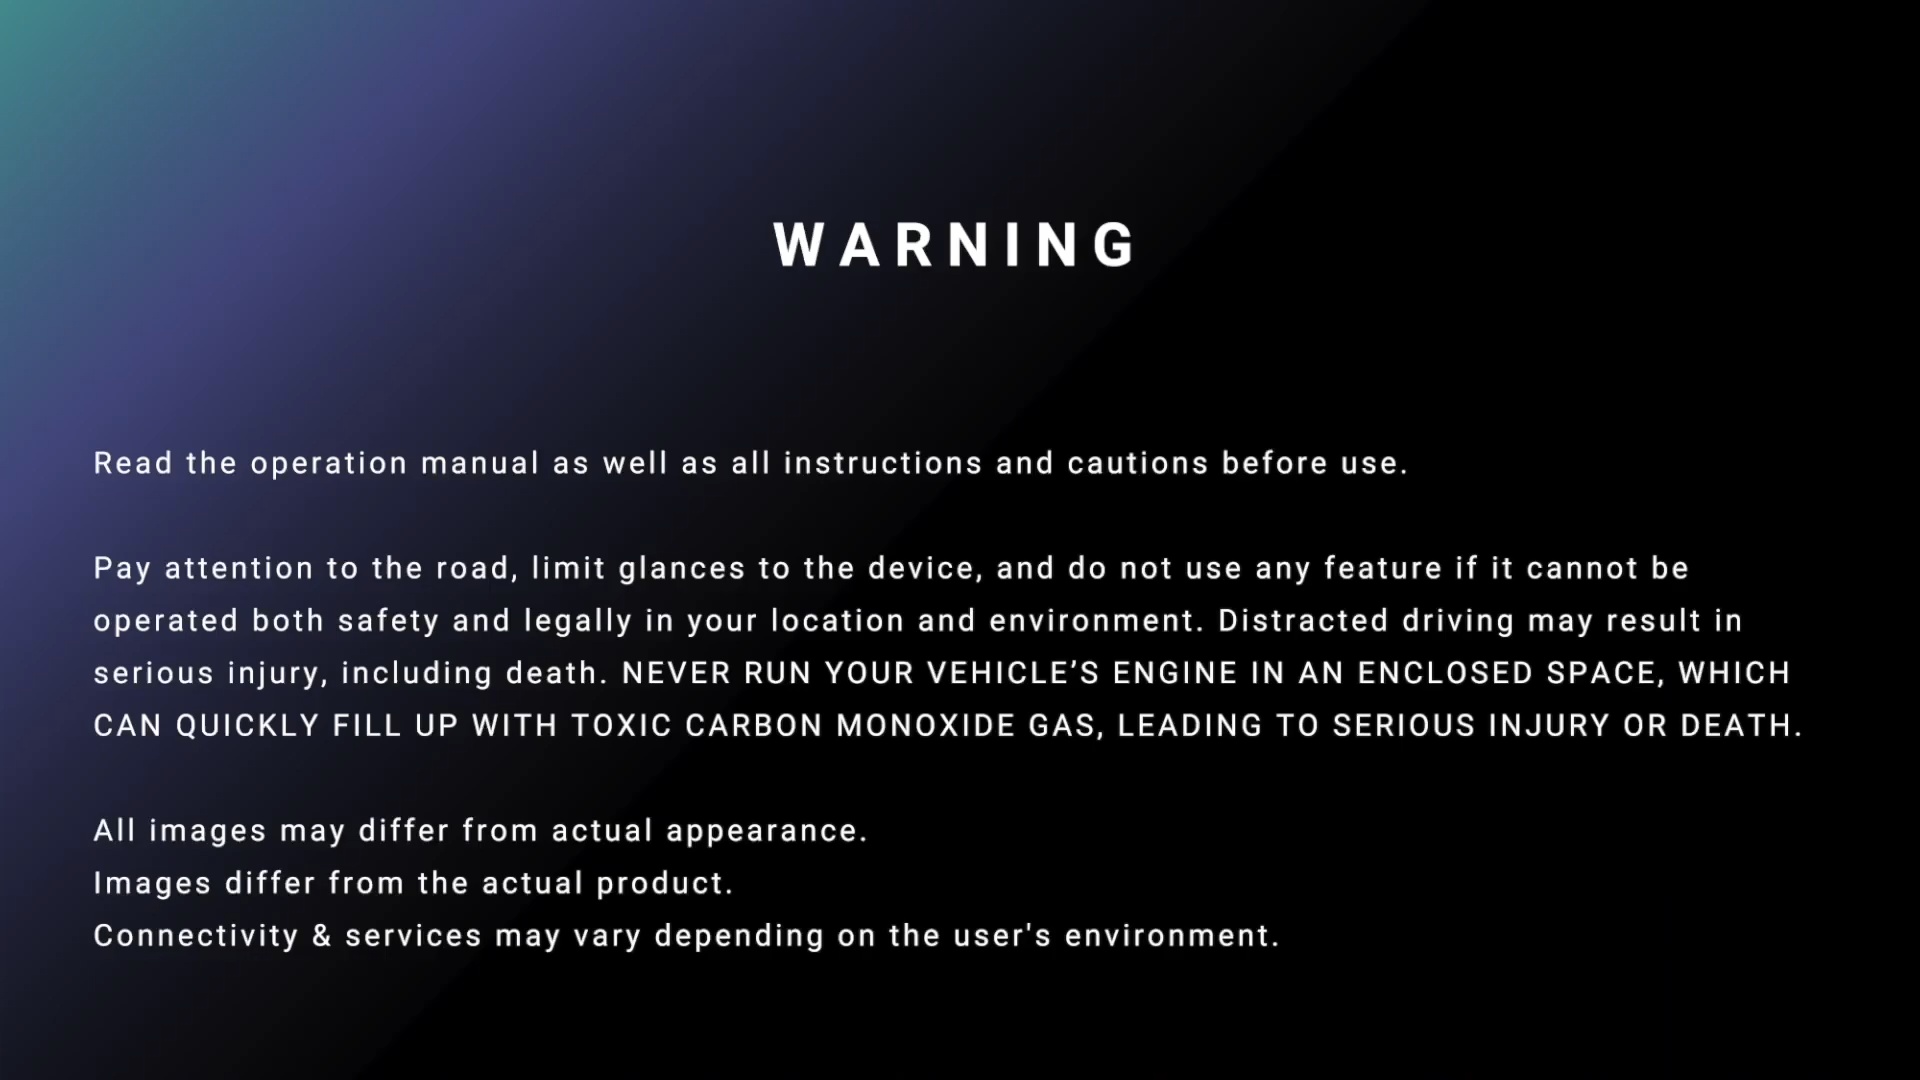 WARNING
Read the operation manual as well as all instructions and cautions before use.
Pay attention to the road, limit glances to the device, and do not use any feature if it cannot be
operated both safety and legally in your location and environment. Distracted driving may result in
serious injury, including death. NEVER RUN YOUR VEHICLE’S ENGINE IN AN ENCLOSED SPACE, WHICH
CAN QUICKLY FILL UP WITH TOXIC CARBON MONOXIDE GAS, LEADING TO SERIOUS INJURY OR DEATH.
All images may differ from actual appearance.
Images differ from the actual product.
Connectivity & services may vary depending on the user's environment.